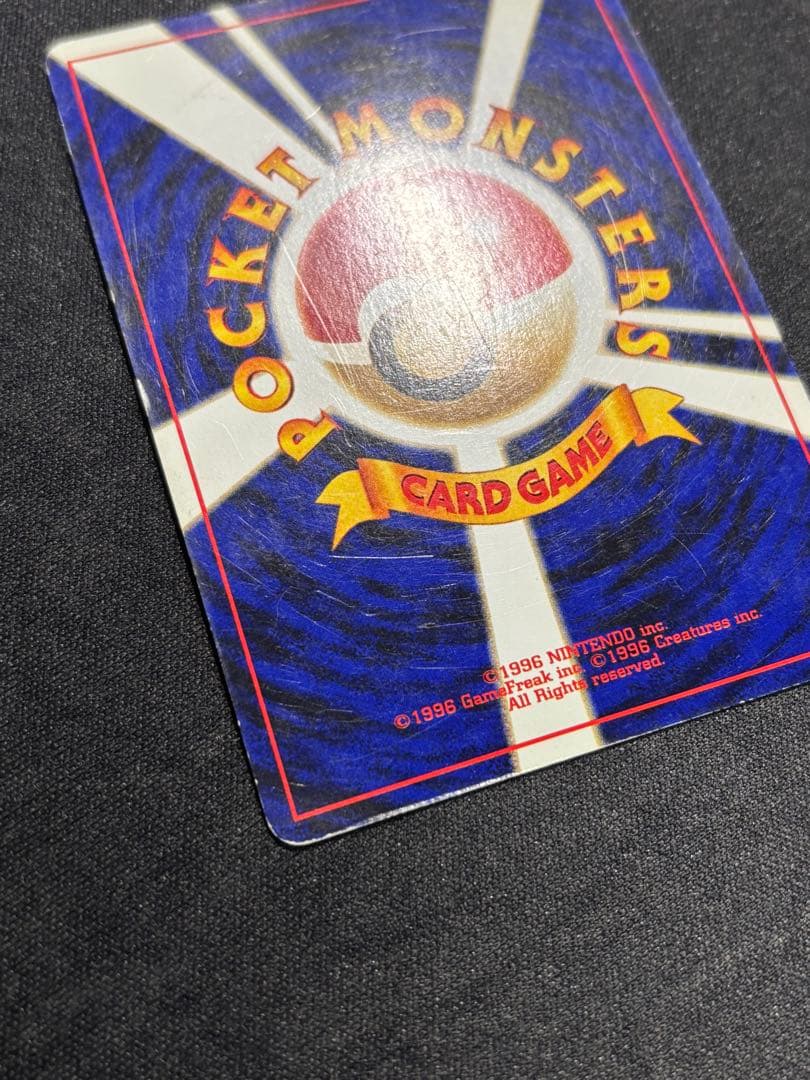 POCKET MONSTERS
CARD GAME
©1996 NINTENDO inc.
©1996 GameFreak inc. ©1996 Creatures inc.
All Rights reserved.